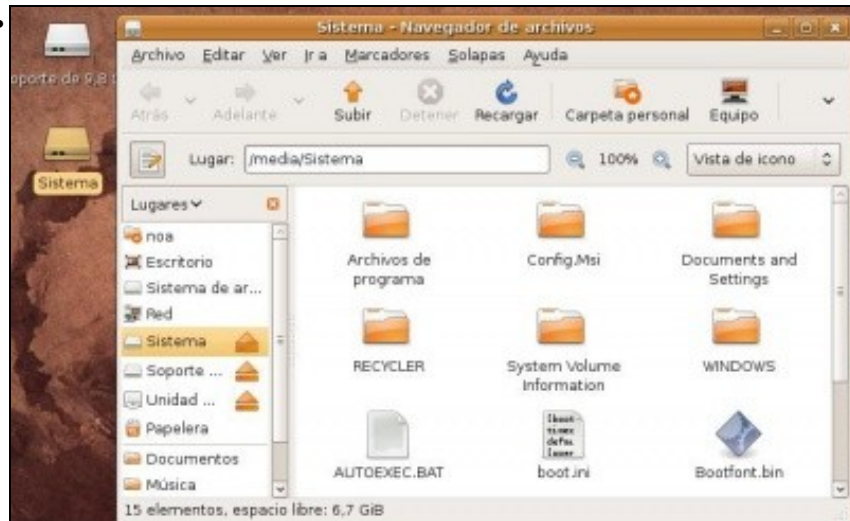 Sistema - Navegador de archivos
Archivo Editar Ver Ir a Marcadores Solapas Ayuda
oporte de 9,8
Atrás Adelante Subir Detener Recargar Carpeta personal Equipo
Lugar: /media/Sistema 100% Vista de icono
Sistema
Lugares
noa
Escritorio
Sistema de ar...
Red
Sistema
Soporte ...
Unidad ...
Papelera
Documentos
Música
Archivos de programa
Config.Msi
Documents and Settings
RECYCLER
System Volume Information
WINDOWS
AUTOEXEC.BAT
boot.ini
Bootfont.bin
15 elementos, espacio libre: 6,7 GiB